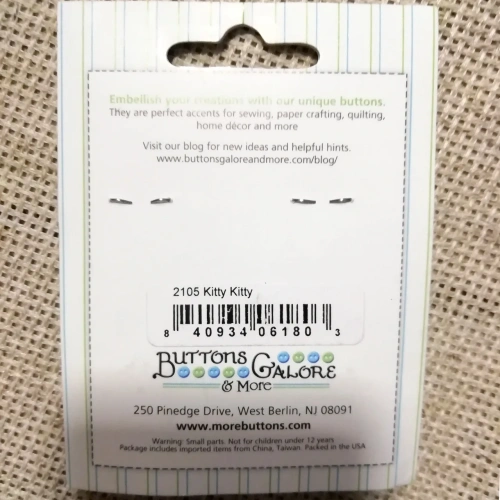 Embellish your creations with our unique buttons.
They are perfect accents for sewing, paper crafting, quilting,
home décor and more
Visit our blog for new ideas and helpful hints.
www.buttonsgaloreandmore.com/blog/
2105 Kitty Kitty
8 40934 06180 3
BUTTONS GALORE
& More
250 Pinedge Drive, West Berlin, NJ 08091
www.morebuttons.com
Warning: Small parts. Not for children under 12 years
Package includes imported items from China, Taiwan. Packed in the USA